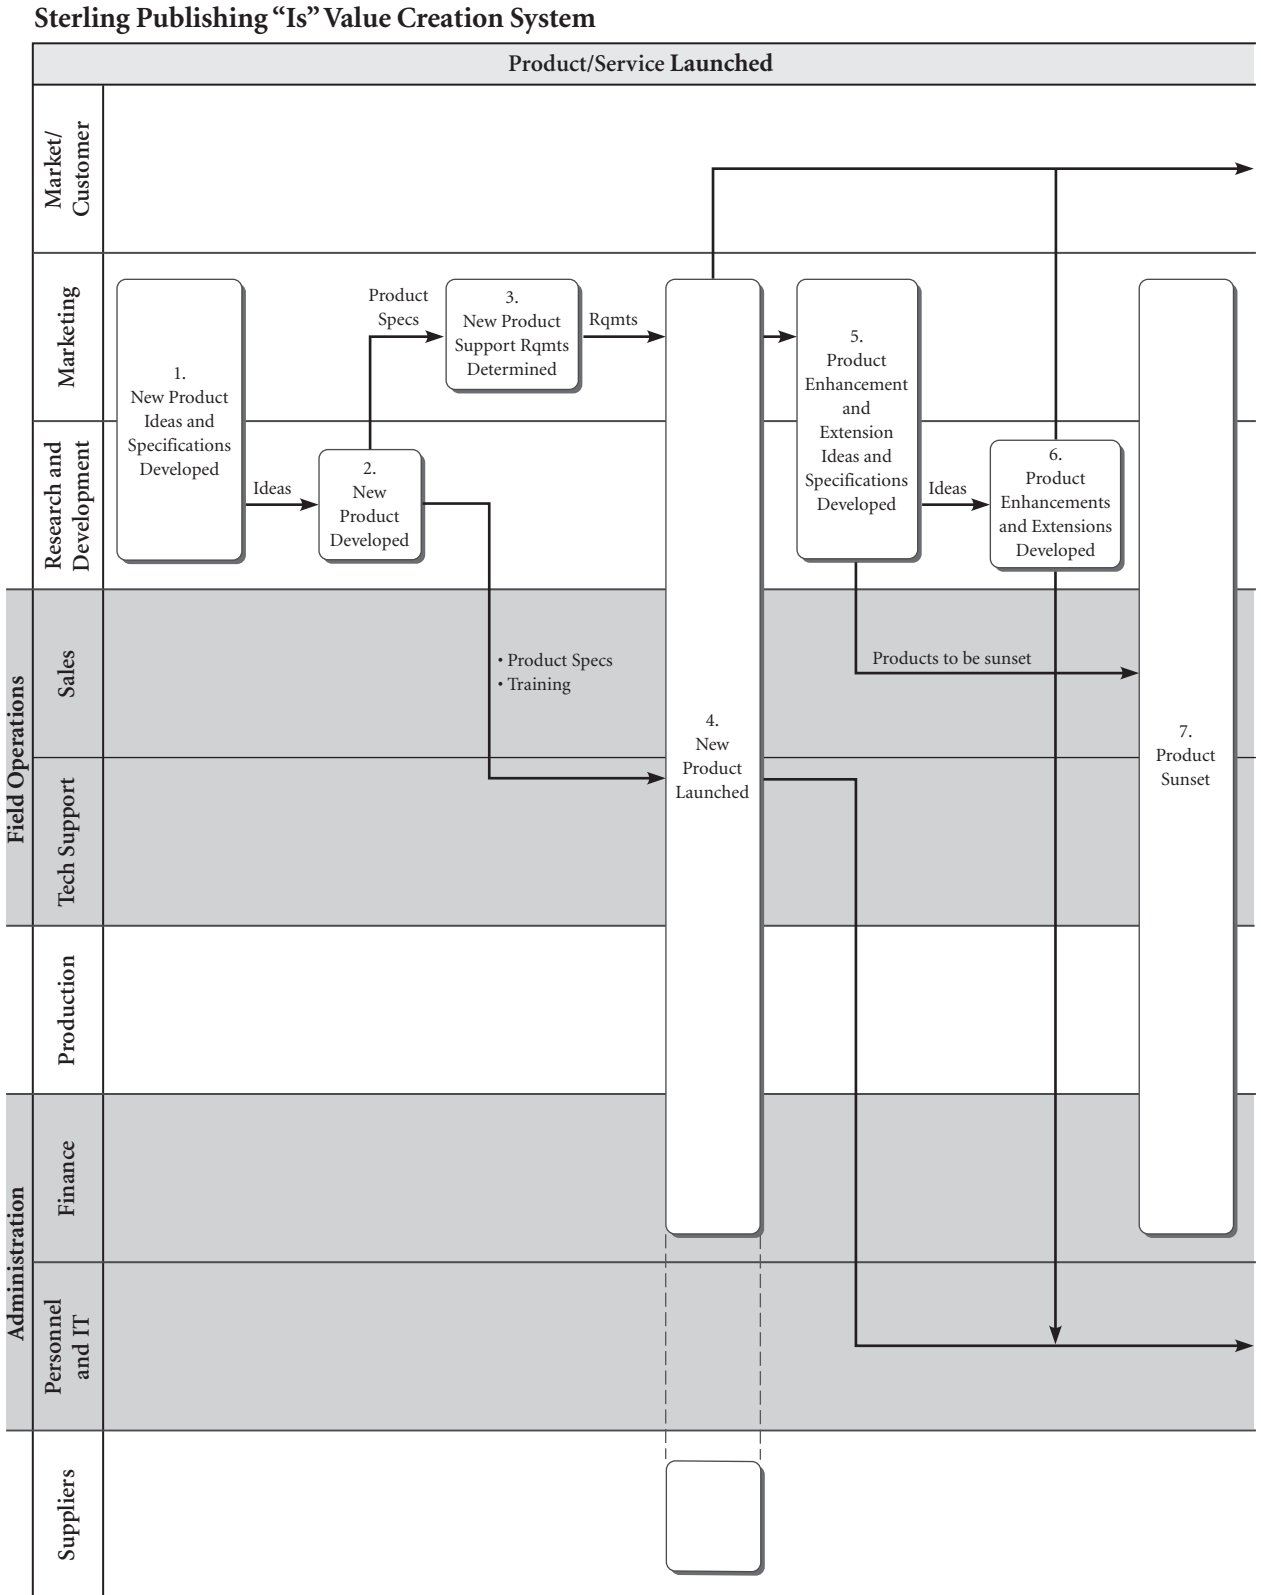 Sterling Publishing “Is” Value Creation System
Product/Service Launched
Market/
Customer
Marketing
Research and
Development
Field Operations
Sales
Tech Support
Production
Administration
Finance
Personnel
and IT
Suppliers
1.
New Product
Ideas and
Specifications
Developed
Ideas
2.
New
Product
Developed
Product
Specs
3.
New Product
Support Rqmts
Determined
Rqmts
• Product Specs
• Training
4.
New
Product
Launched
5.
Product
Enhancement
and
Extension
Ideas and
Specifications
Developed
Ideas
6.
Product
Enhancements
and Extensions
Developed
Products to be sunset
7.
Product
Sunset